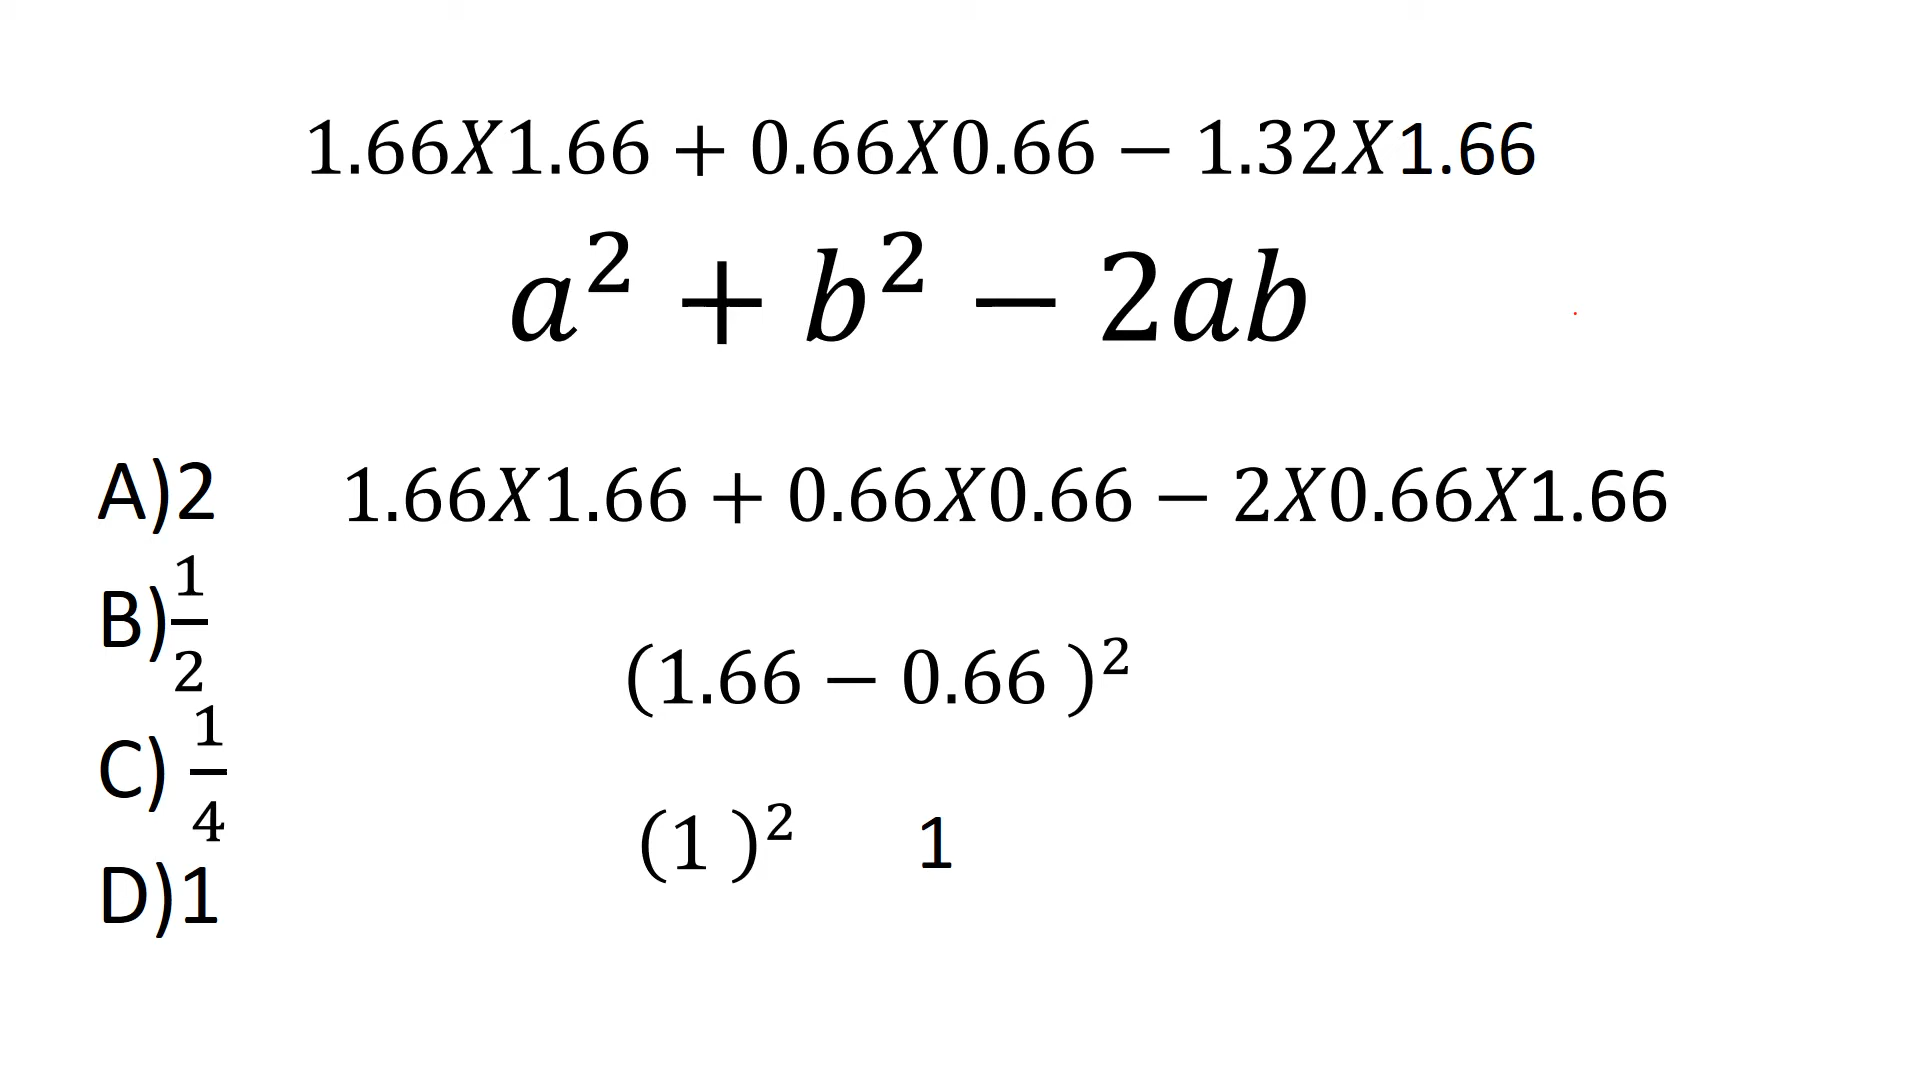 1.66X1.66 + 0.66X0.66 − 1.32X1.66
a² + b² − 2ab
A)2
1.66X1.66 + 0.66X0.66 − 2X0.66X1.66
B)1/2
(1.66 − 0.66 )²
C) 1/4
(1 )² 1
D)1